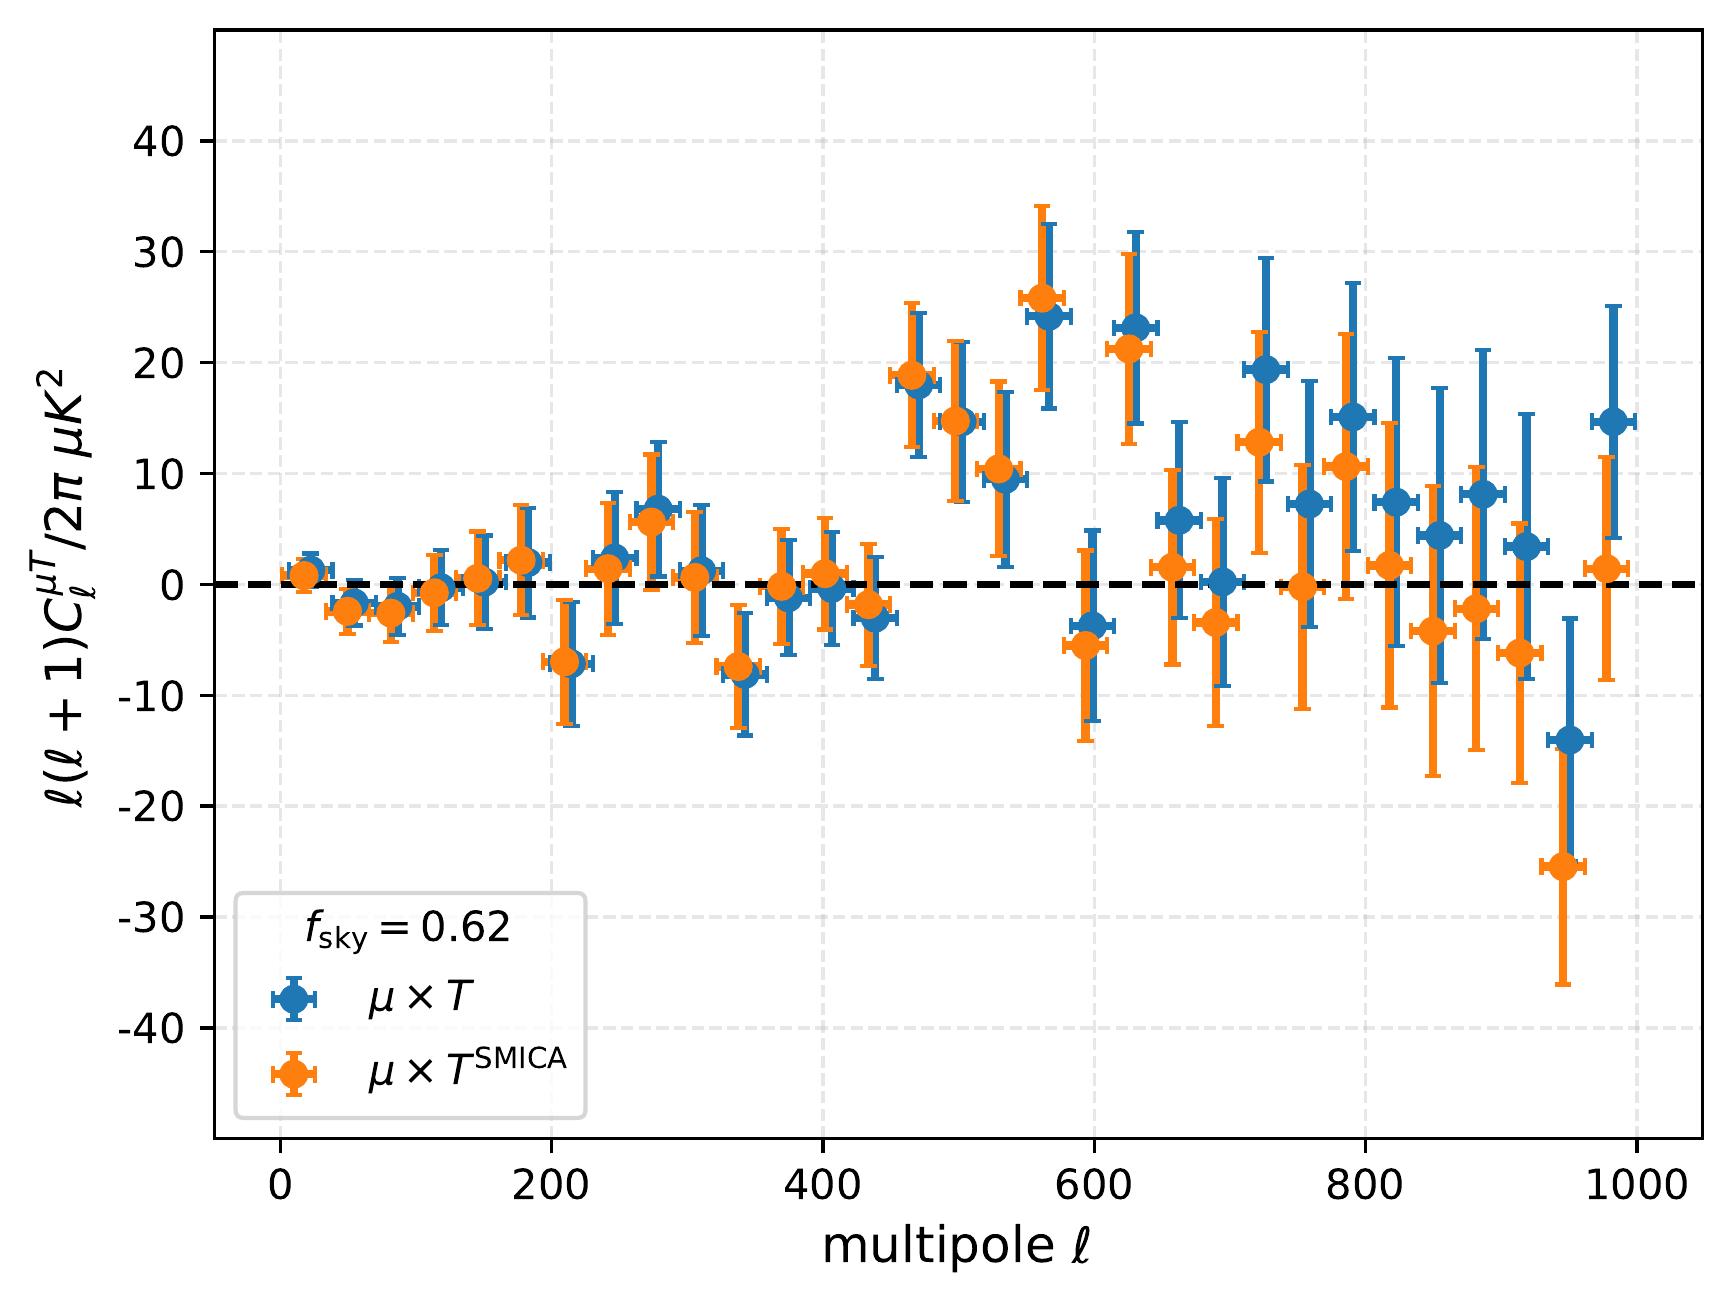 ℓ(ℓ + 1)C_ℓ^{μT}/2π μK²
40
30
20
10
0
-10
-20
-30
-40
f_sky = 0.62
μ × T
μ × T^SMICA
0 200 400 600 800 1000
multipole ℓ